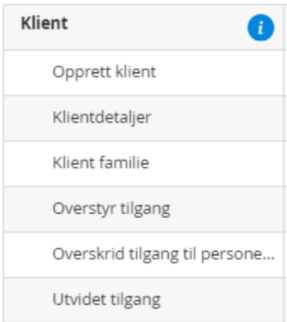 Klient
Opprett klient
Klientdetaljer
Klient familie
Overstyr tilgang
Overskrid tilgang til persone...
Utvidet tilgang